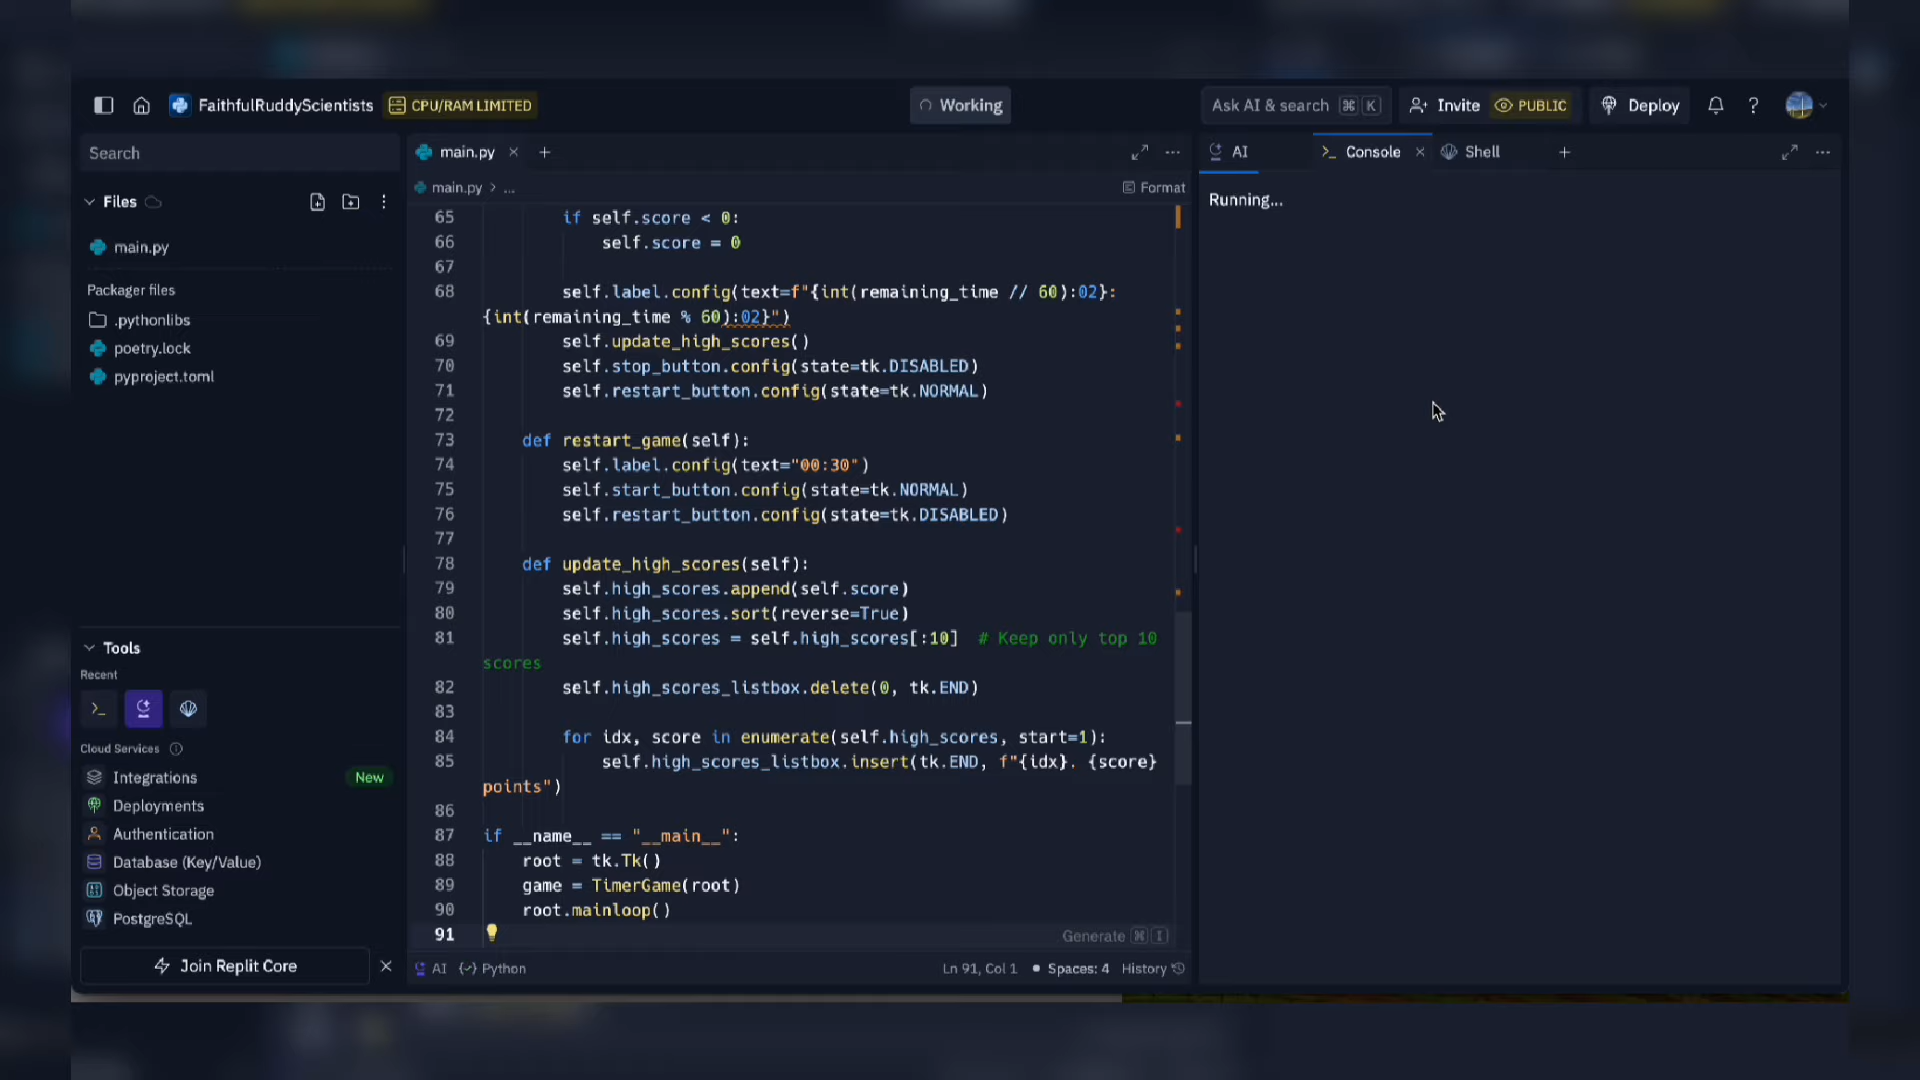 FaithfulRuddyScientists CPU/RAM LIMITED Working Ask AI & search ⌘ K Invite PUBLIC Deploy ?
Search
Files
main.py
Packager files
.pythonlibs
poetry.lock
pyproject.toml
Tools
Recent
Cloud Services
Integrations New
Deployments
Authentication
Database (Key/Value)
Object Storage
PostgreSQL
Join Replit Core
main.py
main.py > ... Format
65 if self.score < 0:
66 self.score = 0
67
68 self.label.config(text=f"{int(remaining_time // 60):02}:
{int(remaining_time % 60):02}")
69 self.update_high_scores()
70 self.stop_button.config(state=tk.DISABLED)
71 self.restart_button.config(state=tk.NORMAL)
72
73 def restart_game(self):
74 self.label.config(text="00:30")
75 self.start_button.config(state=tk.NORMAL)
76 self.restart_button.config(state=tk.DISABLED)
77
78 def update_high_scores(self):
79 self.high_scores.append(self.score)
80 self.high_scores.sort(reverse=True)
81 self.high_scores = self.high_scores[:10] # Keep only top 10
scores
82 self.high_scores_listbox.delete(0, tk.END)
83
84 for idx, score in enumerate(self.high_scores, start=1):
85 self.high_scores_listbox.insert(tk.END, f"{idx}. {score}
points")
86
87 if __name__ == "__main__":
88 root = tk.Tk()
89 game = TimerGame(root)
90 root.mainloop()
91 Generate ⌘ I
AI Python Ln 91, Col 1 Spaces: 4 History
AI Console Shell
Running...